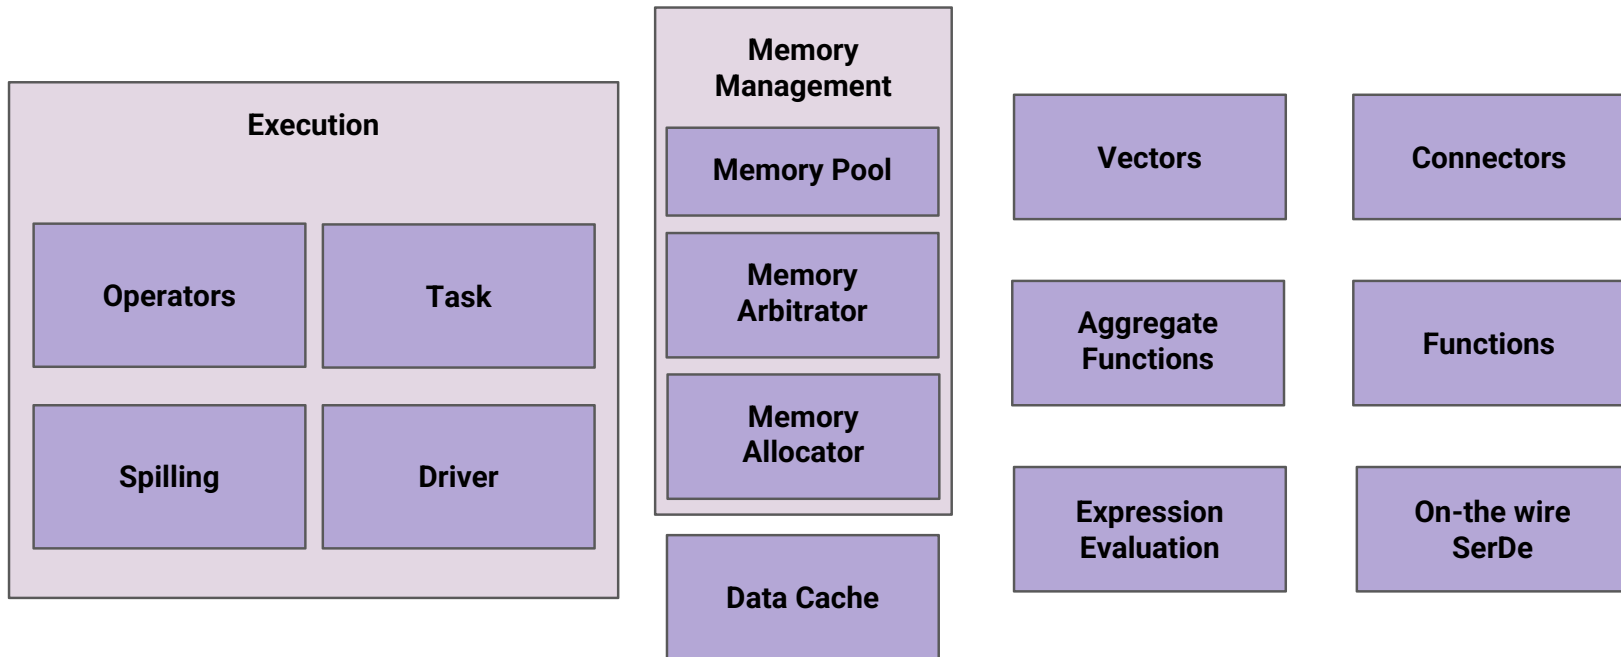 Execution
Operators
Task
Spilling
Driver
Memory
Management
Memory Pool
Memory
Arbitrator
Memory
Allocator
Data Cache
Vectors
Connectors
Aggregate
Functions
Functions
Expression
Evaluation
On-the wire
SerDe